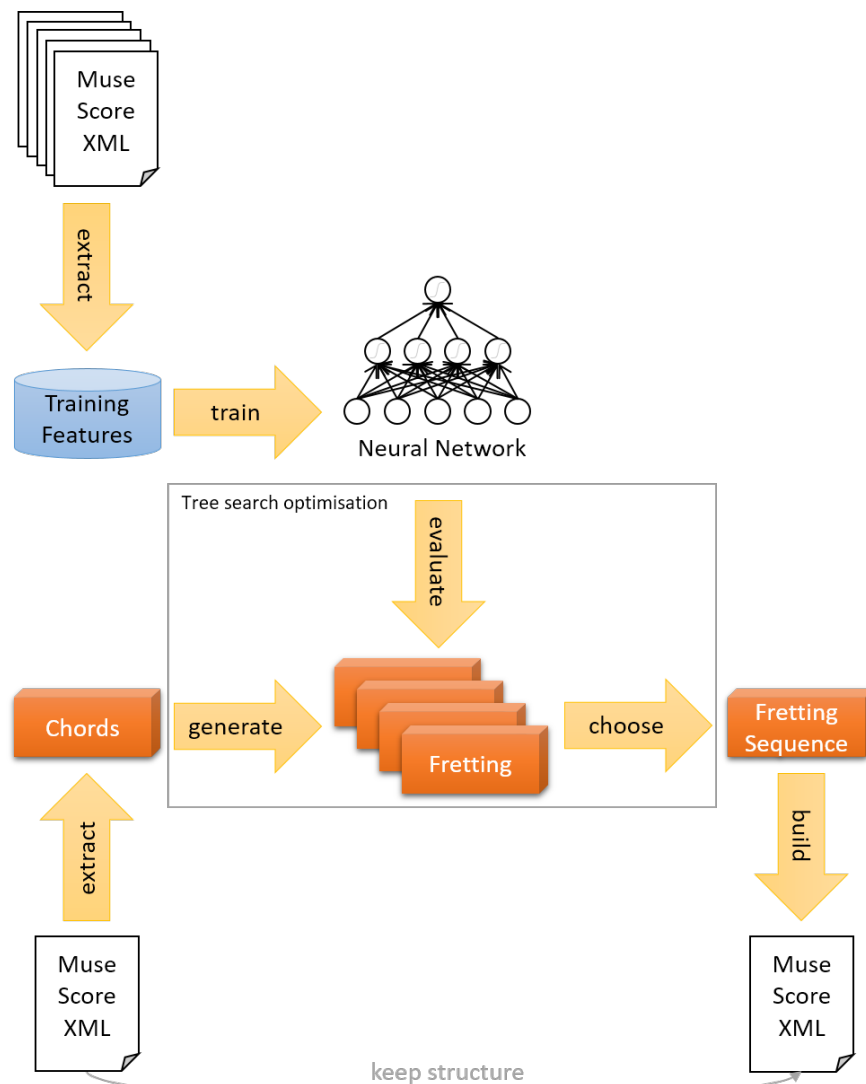 Muse
Score
XML
extract
Training
Features
train
Neural Network
Tree search optimisation
evaluate
Chords
generate
Fretting
choose
Fretting
Sequence
extract
build
Muse
Score
XML
Muse
Score
XML
keep structure